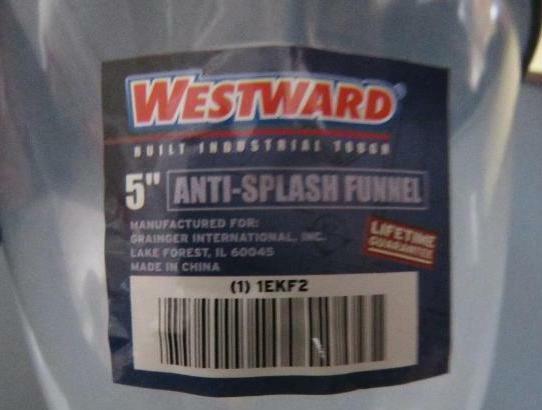 WESTWARD®
BUILT INDUSTRIAL TOUGH
5" ANTI-SPLASH FUNNEL
MANUFACTURED FOR:
GRAINGER INTERNATIONAL, INC.
LAKE FOREST, IL 60045
MADE IN CHINA
LIFETIME
GUARANTEE
(1) 1EKF2